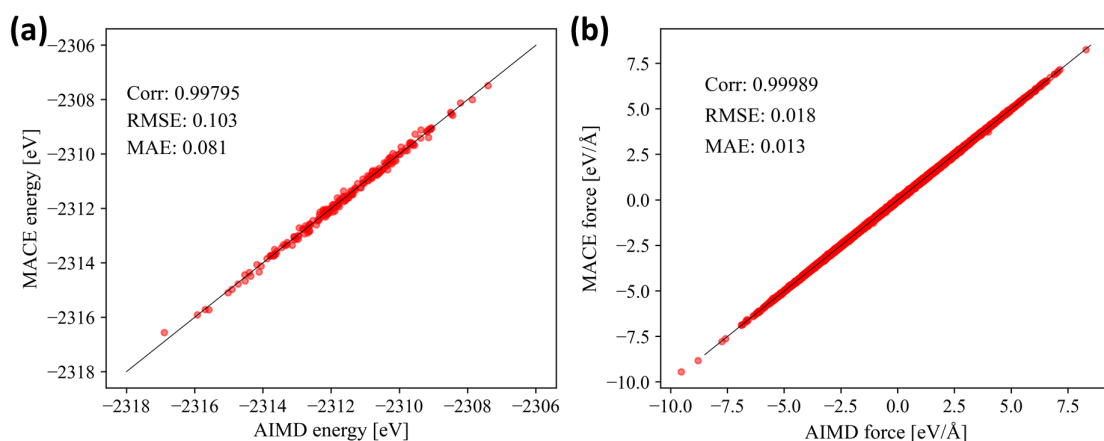 (a)
−2306
−2308
−2310
−2312
−2314
−2316
−2318
MACE energy [eV]
Corr: 0.99795
RMSE: 0.103
MAE: 0.081
−2318 −2316 −2314 −2312 −2310 −2308 −2306
AIMD energy [eV]
(b)
7.5
5.0
2.5
0.0
−2.5
−5.0
−7.5
−10.0
MACE force [eV/Å]
Corr: 0.99989
RMSE: 0.018
MAE: 0.013
−10.0 −7.5 −5.0 −2.5 0.0 2.5 5.0 7.5
AIMD force [eV/Å]